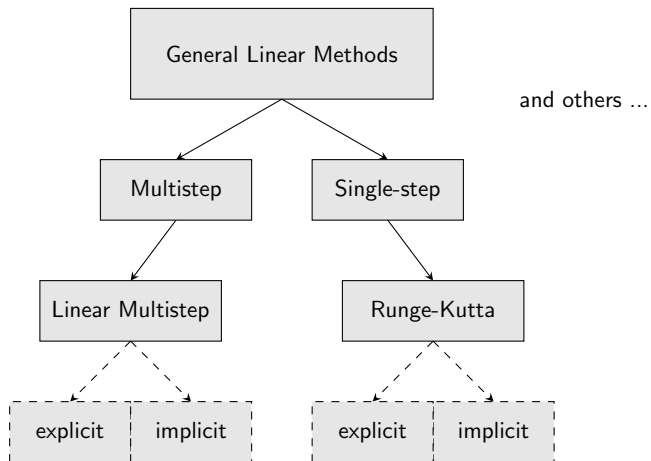 General Linear Methods
and others ...
Multistep
Single-step
Linear Multistep
Runge-Kutta
explicit
implicit
explicit
implicit